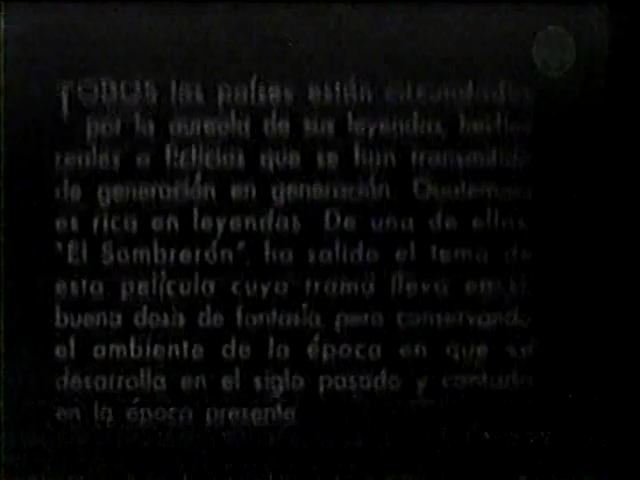 TODOS los países están circundados
por la aureola de sus leyendas, hechos
reales o ficticios que se han transmitido
de generación en generación. Guatemala
es rica en leyendas. De una de ellas,
"El Sombrerón", ha salido el tema de
esta película cuya trama lleva en sí
buena dosis de fantasía, pero conservando
el ambiente de la época en que se
desarrolla en el siglo pasado y contada
en la época presente.